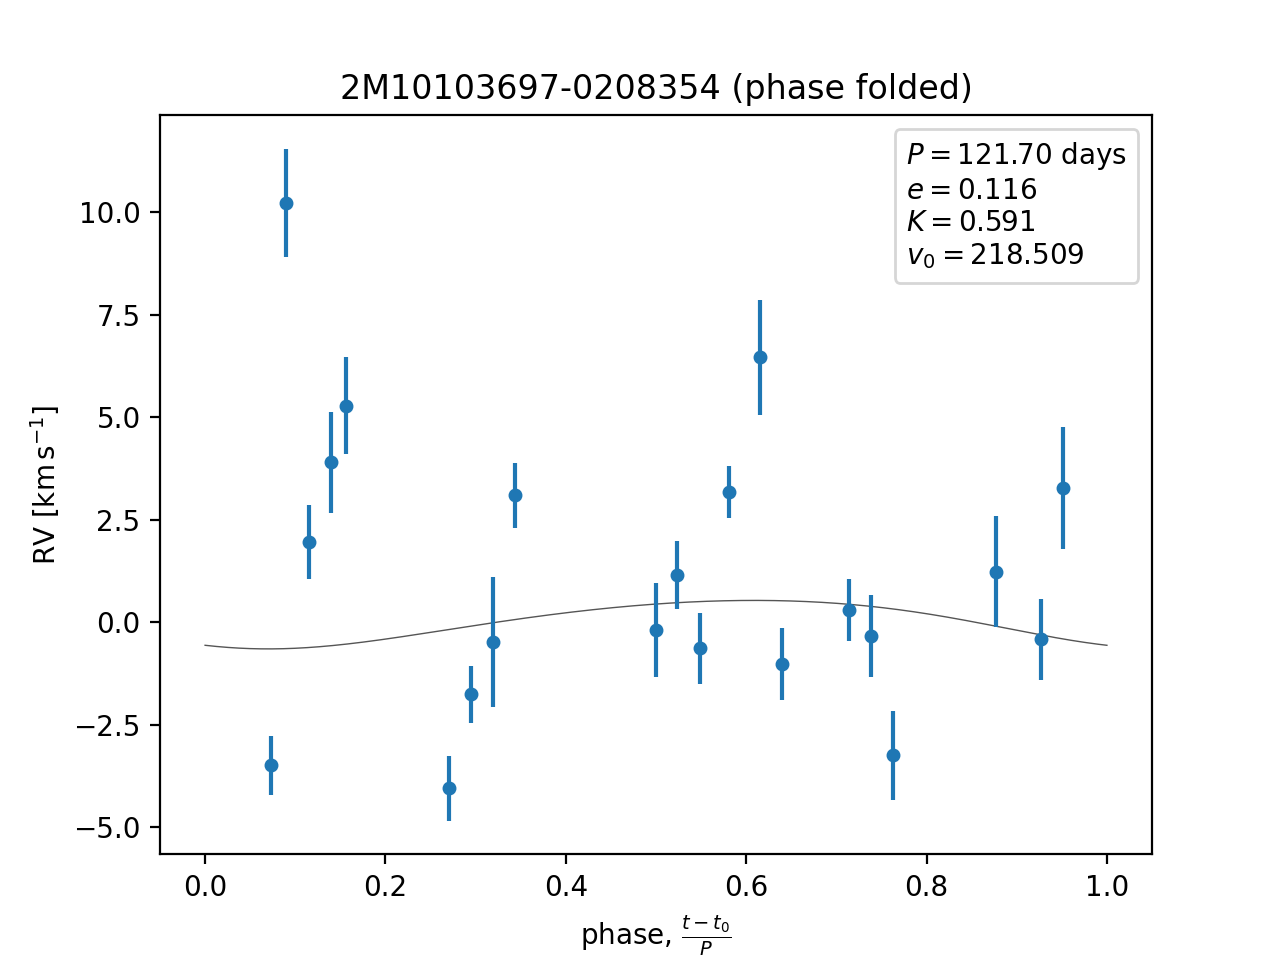 2M10103697-0208354 (phase folded)
P = 121.70 days
e = 0.116
K = 0.591
v₀ = 218.509
RV [km s⁻¹]
10.0
7.5
5.0
2.5
0.0
−2.5
−5.0
0.0 0.2 0.4 0.6 0.8 1.0
phase, (t − t₀)/P